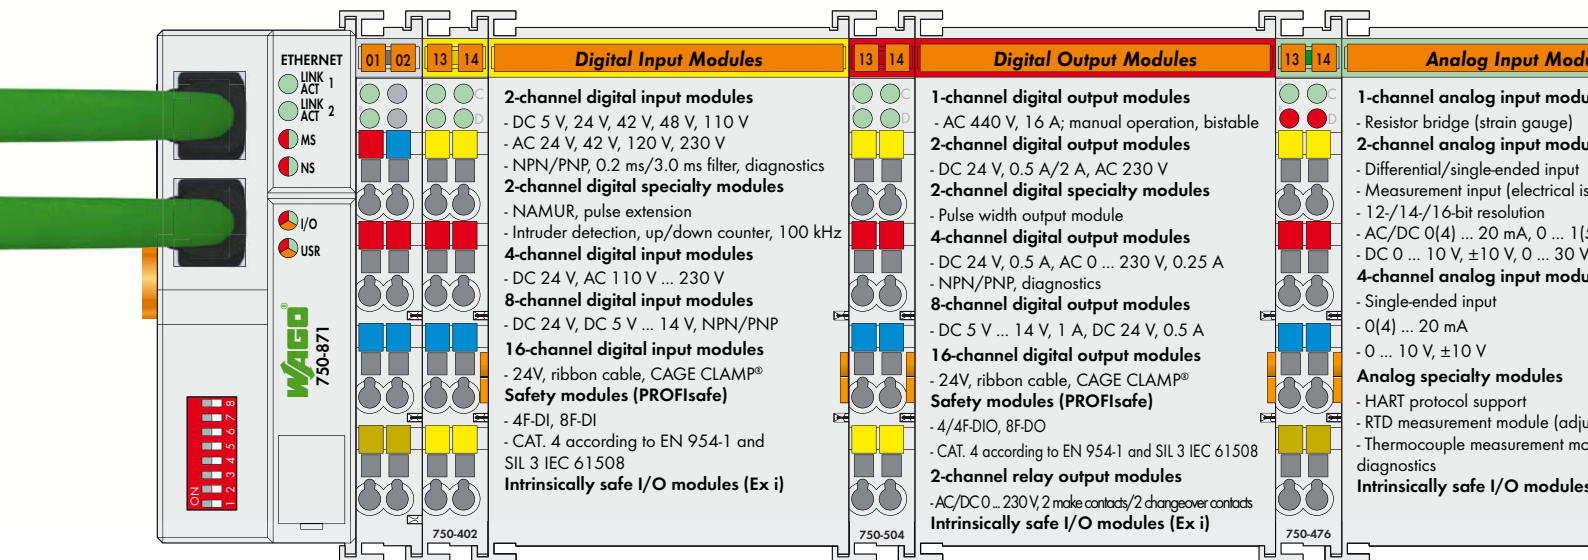 ETHERNET
LINK
ACT 1
LINK
ACT 2
MS
NS
I/O
USR
WAGO®
750-871
ON
1 2 3 4 5 6 7 8
01 02
13 14
C
D
750-402
Digital Input Modules
2-channel digital input modules
- DC 5 V, 24 V, 42 V, 48 V, 110 V
- AC 24 V, 42 V, 120 V, 230 V
- NPN/PNP, 0.2 ms/3.0 ms filter, diagnostics
2-channel digital specialty modules
- NAMUR, pulse extension
- Intruder detection, up/down counter, 100 kHz
4-channel digital input modules
- DC 24 V, AC 110 V ... 230 V
8-channel digital input modules
- DC 24 V, DC 5 V ... 14 V, NPN/PNP
16-channel digital input modules
- 24V, ribbon cable, CAGE CLAMP®
Safety modules (PROFIsafe)
- 4F-DI, 8F-DI
- CAT. 4 according to EN 954-1 and
SIL 3 IEC 61508
Intrinsically safe I/O modules (Ex i)
13 14
C
D
750-504
Digital Output Modules
1-channel digital output modules
- AC 440 V, 16 A; manual operation, bistable
2-channel digital output modules
- DC 24 V, 0.5 A/2 A, AC 230 V
2-channel digital specialty modules
- Pulse width output module
4-channel digital output modules
- DC 24 V, 0.5 A, AC 0 ... 230 V, 0.25 A
- NPN/PNP, diagnostics
8-channel digital output modules
- DC 5 V ... 14 V, 1 A, DC 24 V, 0.5 A
16-channel digital output modules
- 24V, ribbon cable, CAGE CLAMP®
Safety modules (PROFIsafe)
- 4/4F-DIO, 8F-DO
- CAT. 4 according to EN 954-1 and SIL 3 IEC 61508
2-channel relay output modules
- AC/DC 0 ... 230 V, 2 make contacts/2 changeover contacts
Intrinsically safe I/O modules (Ex i)
13 14
C
D
750-476
Analog Input Modu
1-channel analog input modu
- Resistor bridge (strain gauge)
2-channel analog input modu
- Differential/single-ended input
- Measurement input (electrical is
- 12-/14-/16-bit resolution
- AC/DC 0(4) ... 20 mA, 0 ... 1(5
- DC 0 ... 10 V, ±10 V, 0 ... 30 V
4-channel analog input modu
- Single-ended input
- 0(4) ... 20 mA
- 0 ... 10 V, ±10 V
Analog specialty modules
- HART protocol support
- RTD measurement module (adju
- Thermocouple measurement mo
diagnostics
Intrinsically safe I/O modules